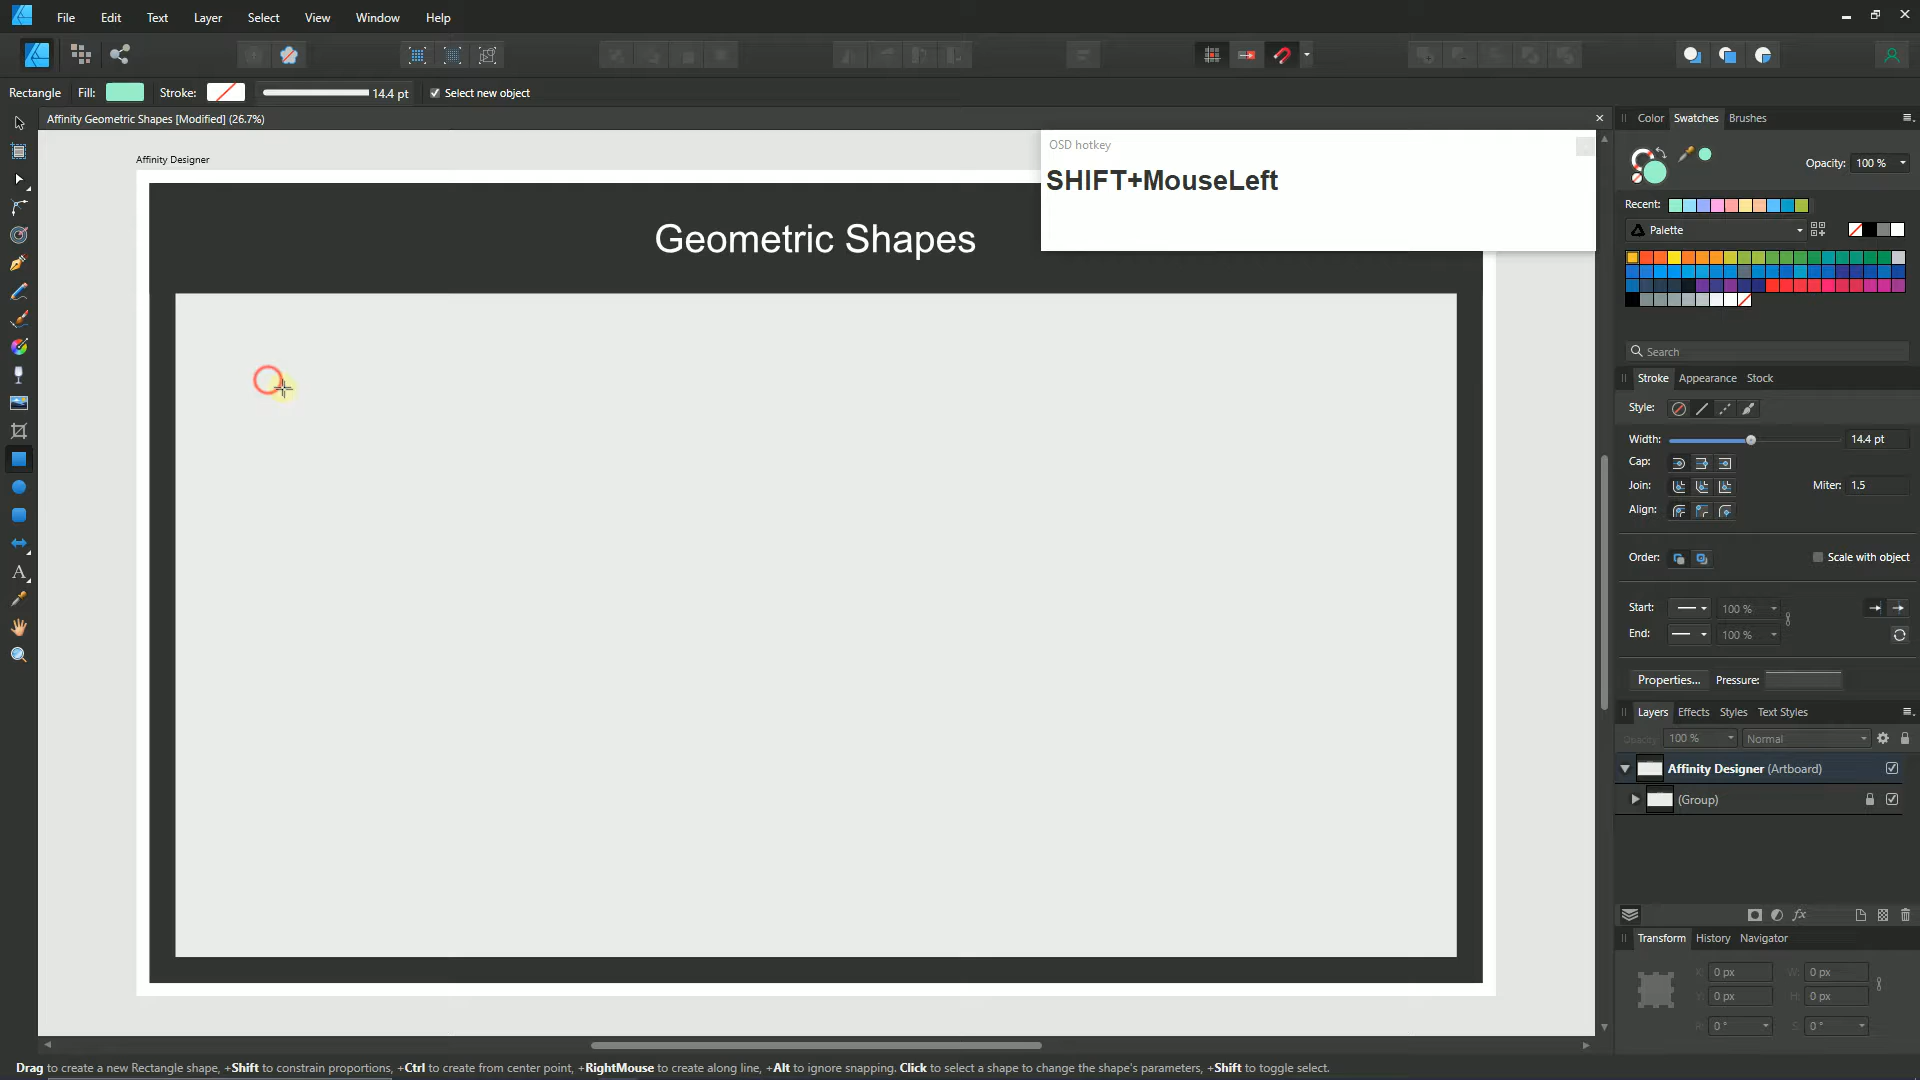 File Edit Text Layer Select View Window Help
Rectangle Fill: Stroke: 14.4 pt Select new object
Affinity Geometric Shapes [Modified] (26.7%)
Affinity Designer
OSD hotkey
SHIFT+MouseLeft
Geometric Shapes
Color Swatches Brushes
Opacity: 100 %
Recent:
Palette
Search
Stroke Appearance Stock
Style:
Width: 14.4 pt
Cap:
Join: Miter: 1.5
Align:
Order: Scale with object
Start: 100 %
End: 100 %
Properties... Pressure:
Layers Effects Styles Text Styles
Opacity: 100 % Normal
Affinity Designer (Artboard)
(Group)
Transform History Navigator
X: 0 px W: 0 px
Y: 0 px H: 0 px
R: 0 ° S: 0 °
Drag to create a new Rectangle shape, +Shift to constrain proportions, +Ctrl to create from center point, +RightMouse to create along line, +Alt to ignore snapping. Click to select a shape to change the shape's parameters, +Shift to toggle select.